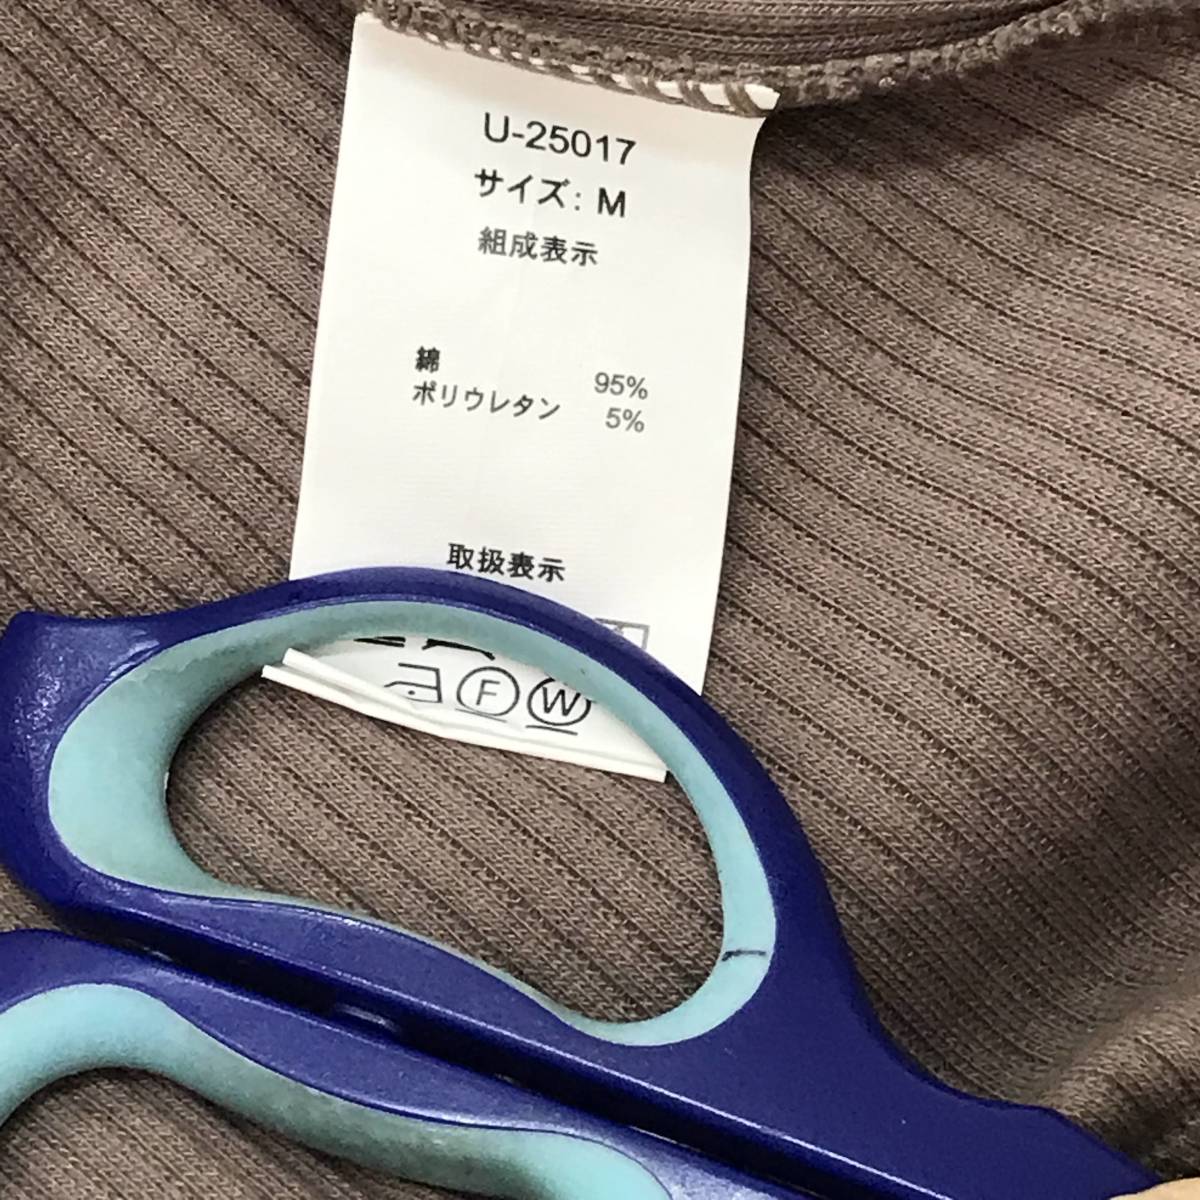 U-25017
サイズ: M
組成表示
綿 95%
ポリウレタン 5%
取扱表示
F W